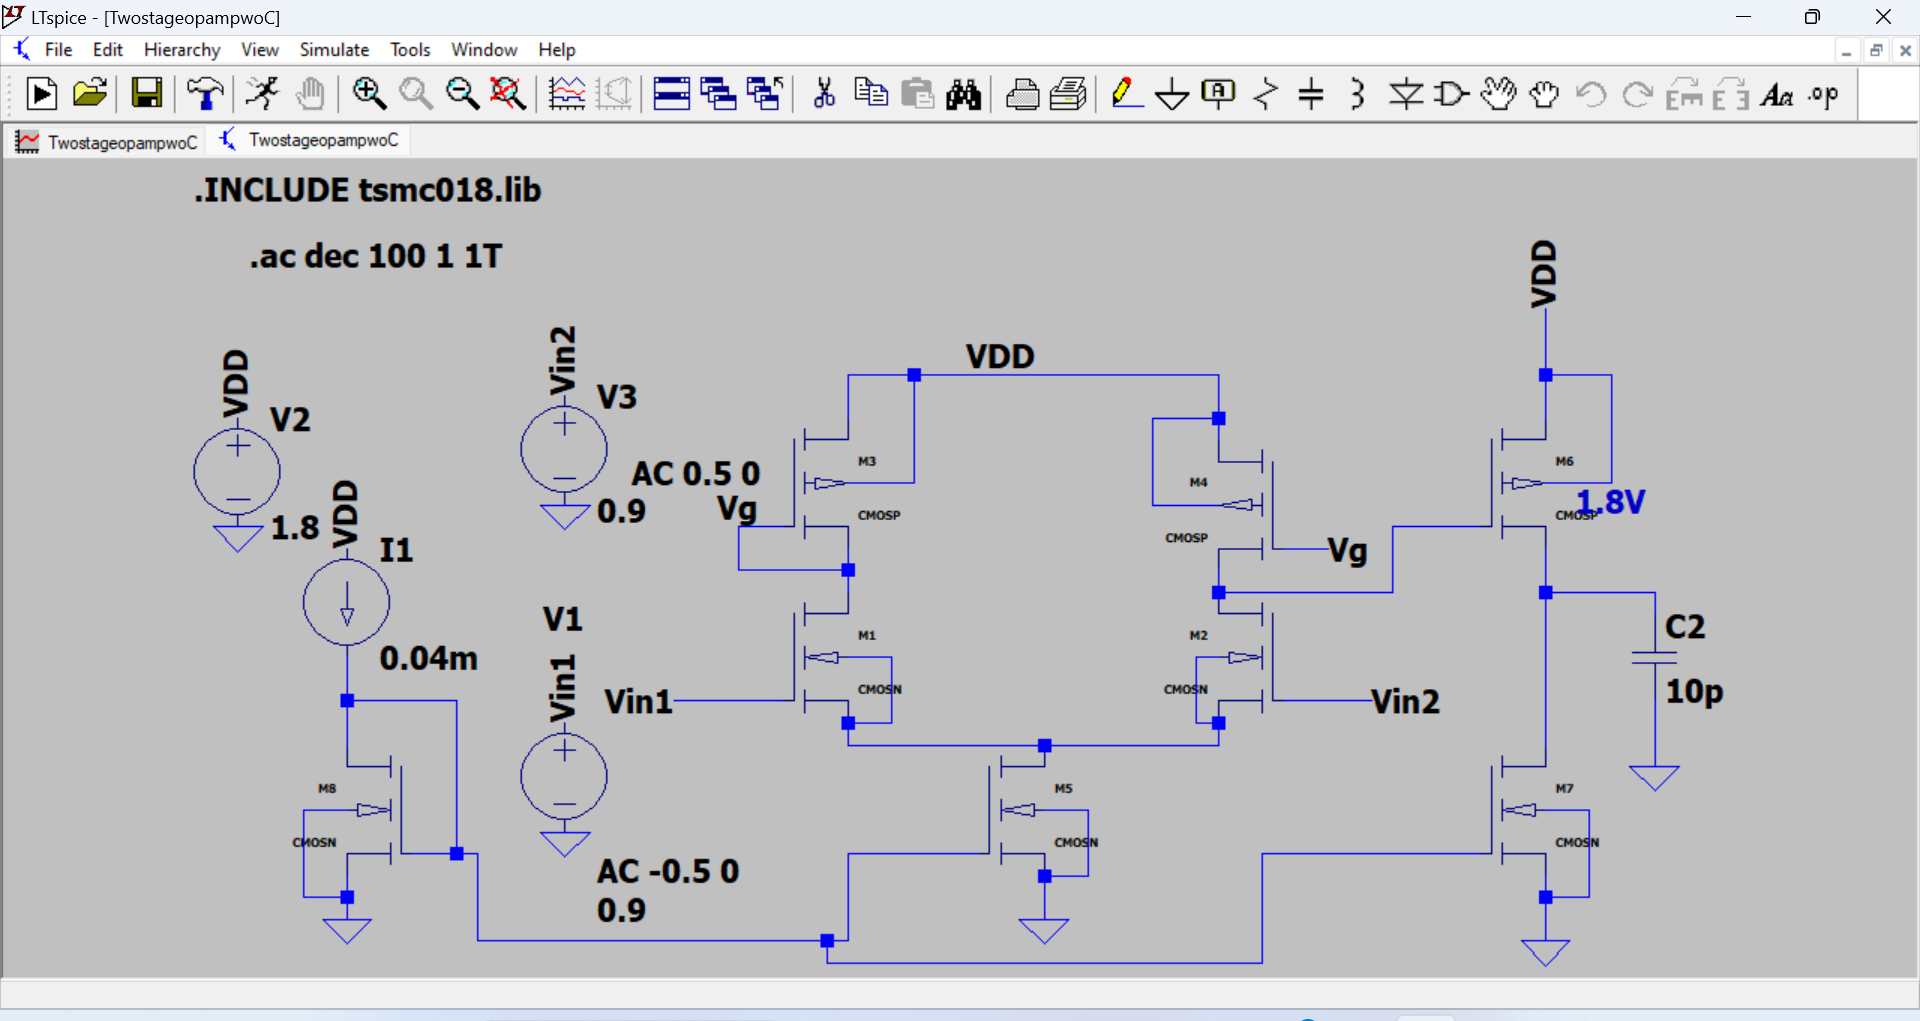 LTspice - [TwostageopampwoC]
File Edit Hierarchy View Simulate Tools Window Help
Aa .op
TwostageopampwoC TwostageopampwoC
.INCLUDE tsmc018.lib
.ac dec 100 1 1T
VDD
V2
1.8
VDD
I1
0.04m
Vin2
V3
AC 0.5 0
0.9
V1
Vin1
AC -0.5 0
0.9
VDD
M3
CMOSP
Vg
M4
CMOSP
Vg
M1
CMOSN
Vin1
M2
CMOSN
Vin2
M8
CMOSN
M5
CMOSN
VDD
M6
CMOSP
1.8V
C2
10p
M7
CMOSN